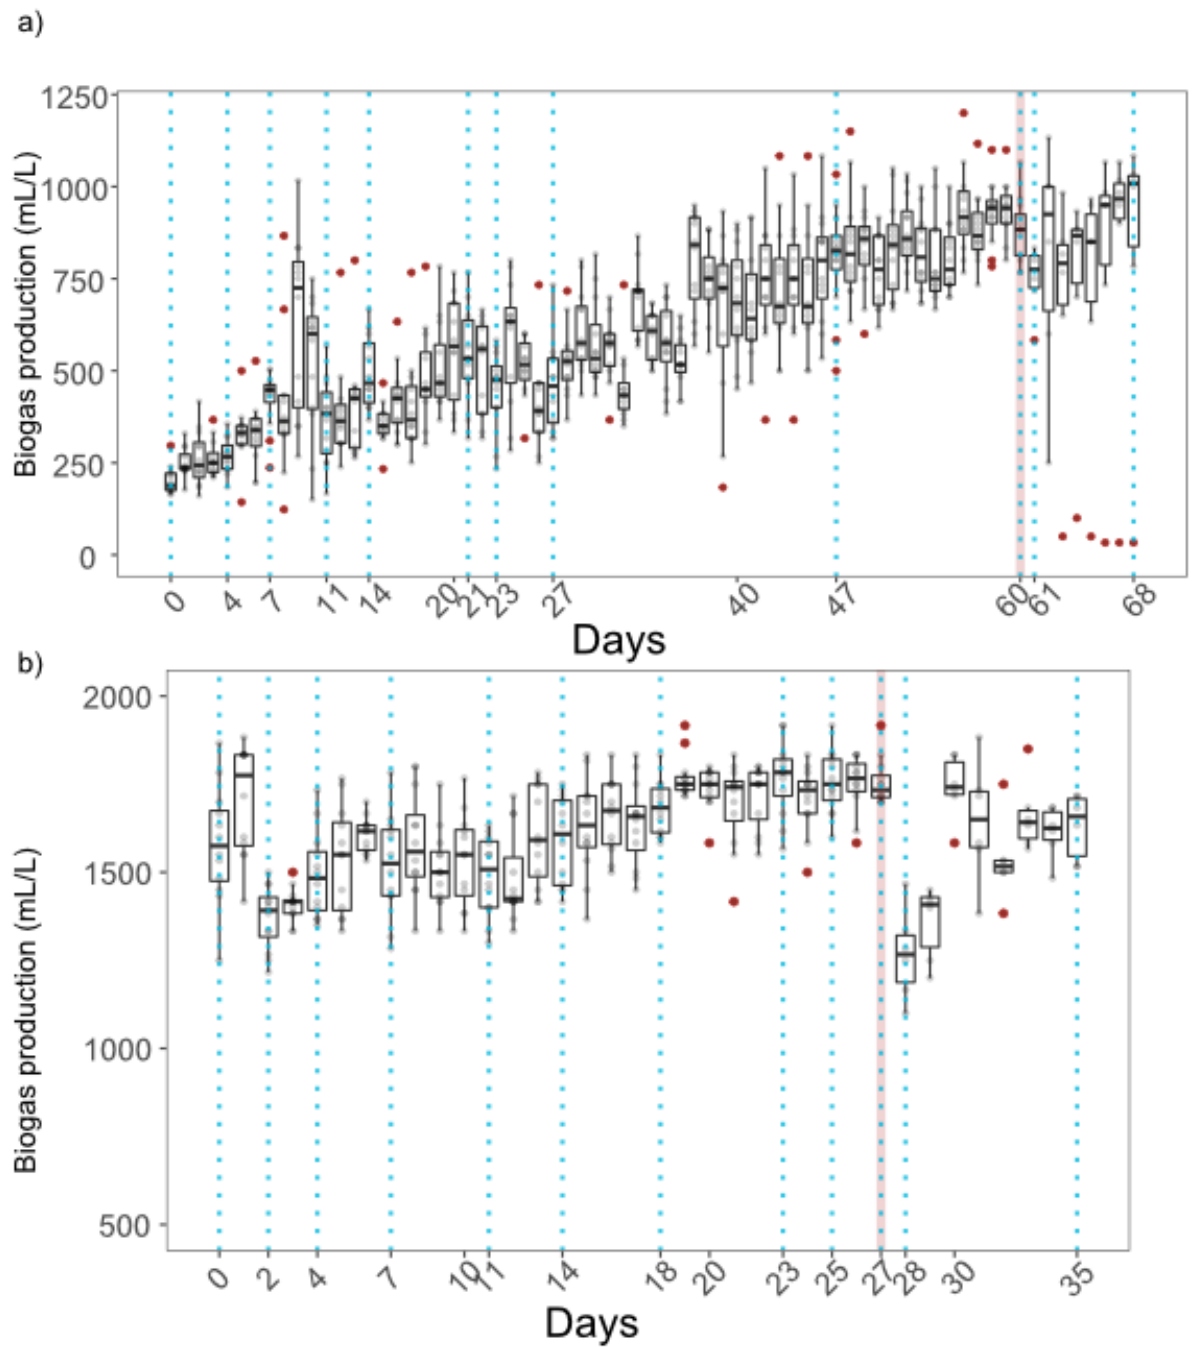 a)
Biogas production (mL/L)
1250
1000
750
500
250
0
0 4 7 11 14 20 21 23 27 40 47 60 61 68
Days
b)
Biogas production (mL/L)
2000
1500
1000
500
0 2 4 7 10 11 14 18 20 23 25 27 28 30 35
Days